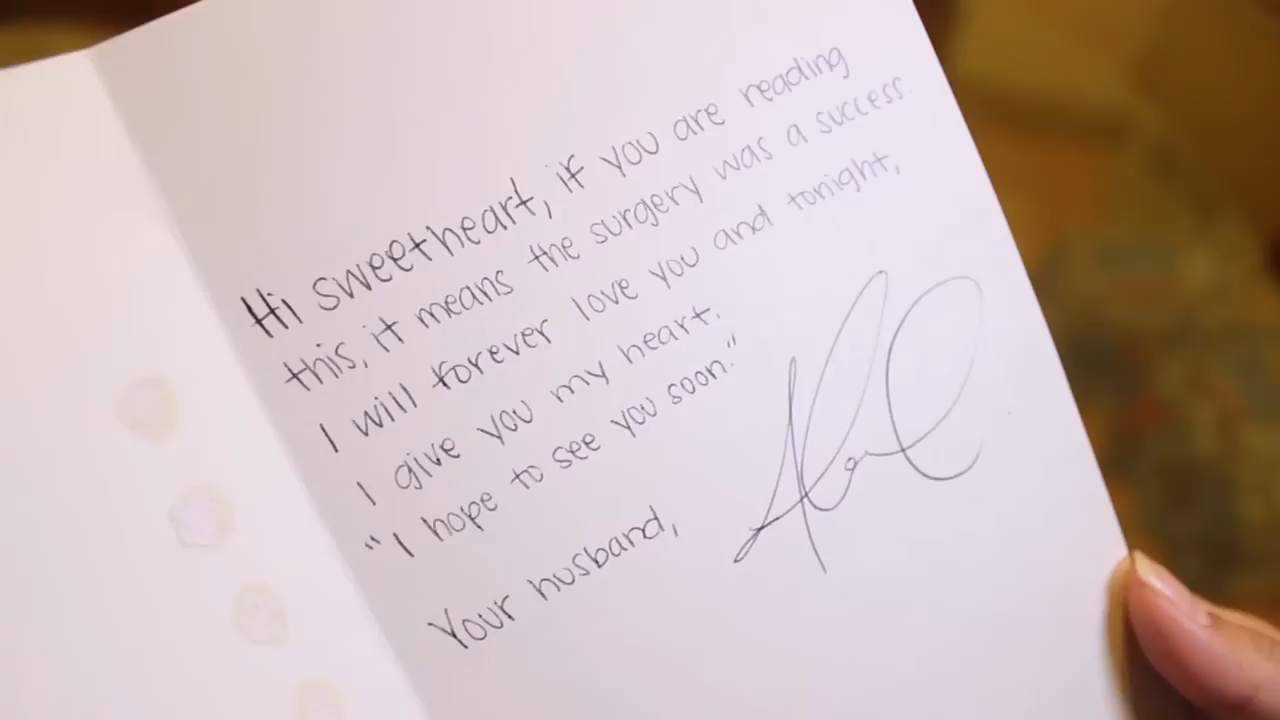 Hi sweetheart, if you are reading
this, it means the surgery was a success.
I will forever love you and tonight,
I give you my heart.
"I hope to see you soon."
Your husband,